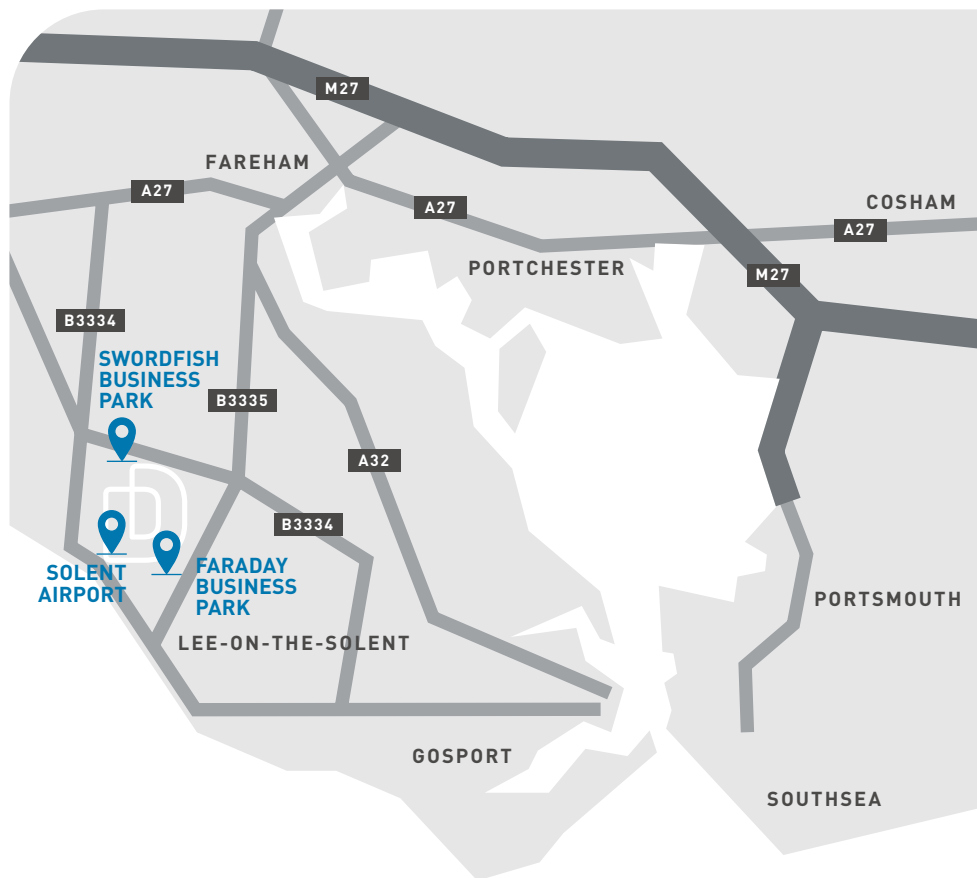 M27
FAREHAM
A27
A27
COSHAM
A27
PORTCHESTER
M27
B3334
SWORDFISH
BUSINESS
PARK
B3335
A32
B3334
SOLENT
AIRPORT
FARADAY
BUSINESS
PARK
PORTSMOUTH
LEE-ON-THE-SOLENT
GOSPORT
SOUTHSEA